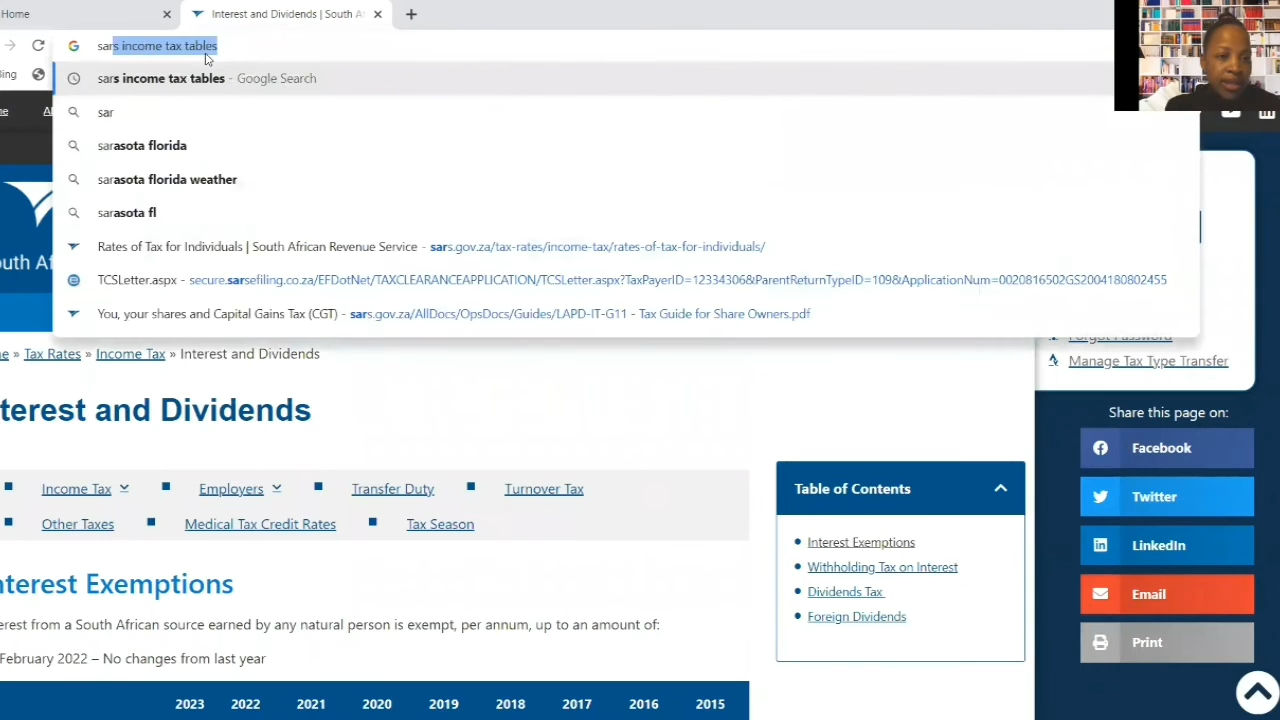 Home
Interest and Dividends | South A
sars income tax tables
sars income tax tables - Google Search
sar
sarasota florida
sarasota florida weather
sarasota fl
Rates of Tax for Individuals | South African Revenue Service - sars.gov.za/tax-rates/income-tax/rates-of-tax-for-individuals/
TCSLetter.aspx - secure.sarsefiling.co.za/EFDotNet/TAXCLEARANCEAPPLICATION/TCSLetter.aspx?TaxPayerID=12334306&ParentReturnTypeID=109&ApplicationNum=0020816502GS2004180802455
You, your shares and Capital Gains Tax (CGT) - sars.gov.za/AllDocs/OpsDocs/Guides/LAPD-IT-G11 - Tax Guide for Share Owners.pdf
ing
uth Af
Forgot Password
Manage Tax Type Transfer
e » Tax Rates » Income Tax » Interest and Dividends
terest and Dividends
Income Tax Employers Transfer Duty Turnover Tax
Other Taxes Medical Tax Credit Rates Tax Season
Table of Contents
Interest Exemptions
Withholding Tax on Interest
Dividends Tax
Foreign Dividends
Share this page on:
Facebook
Twitter
LinkedIn
Email
Print
nterest Exemptions
erest from a South African source earned by any natural person is exempt, per annum, up to an amount of:
February 2022 – No changes from last year
2023 2022 2021 2020 2019 2018 2017 2016 2015